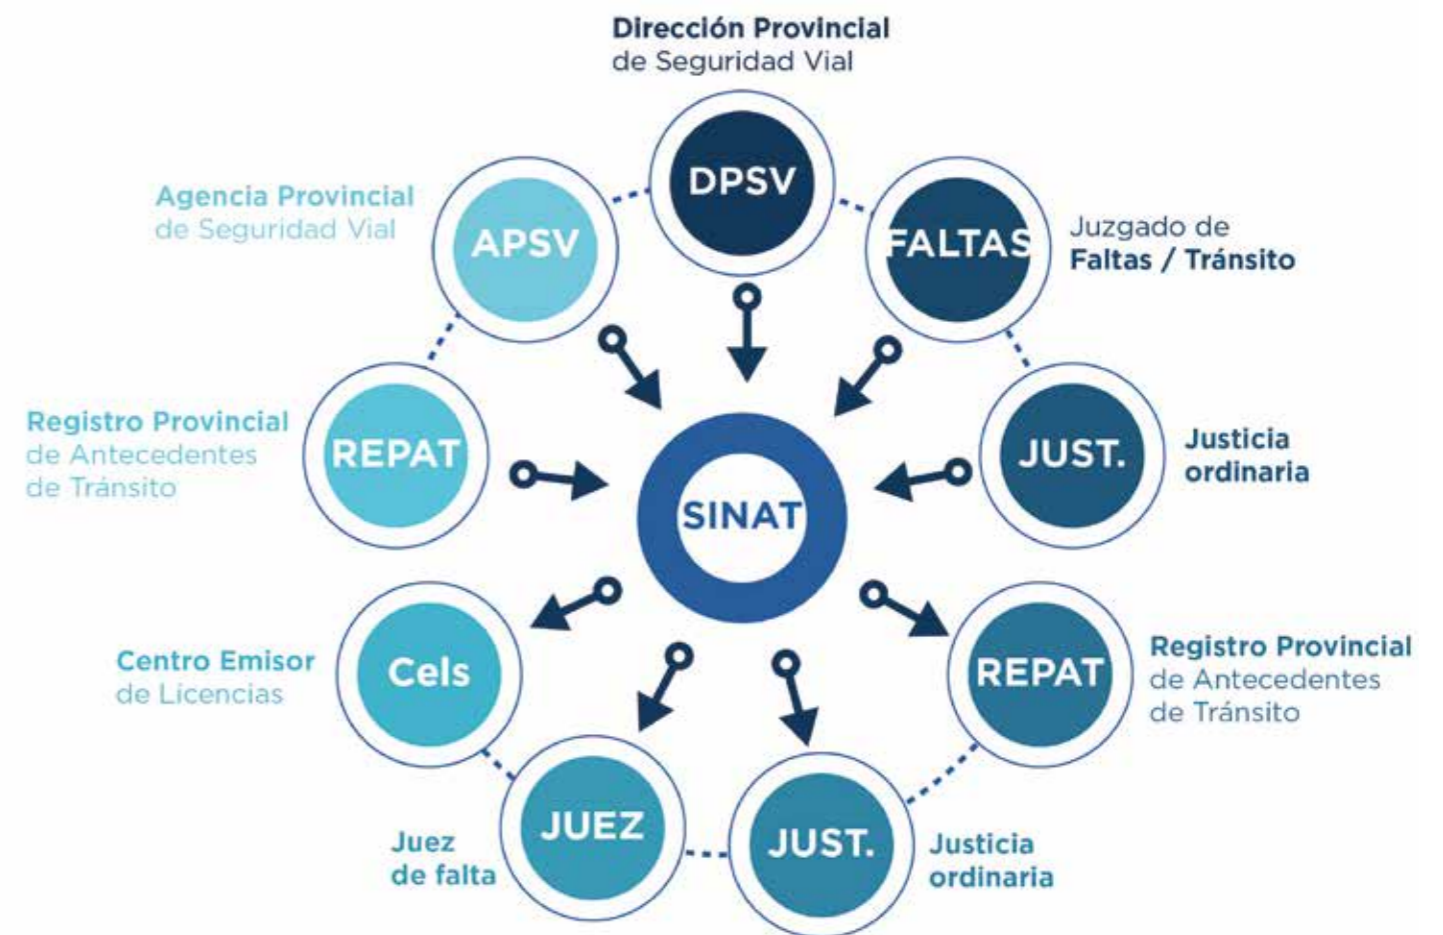 Dirección Provincial
de Seguridad Vial
DPSV
Agencia Provincial
de Seguridad Vial
APSV
FALTAS
Juzgado de
Faltas / Tránsito
Registro Provincial
de Antecedentes
de Tránsito
REPAT
JUST.
Justicia
ordinaria
SINAT
Centro Emisor
de Licencias
Cels
REPAT
Registro Provincial
de Antecedentes
de Tránsito
Juez
de falta
JUEZ
JUST.
Justicia
ordinaria